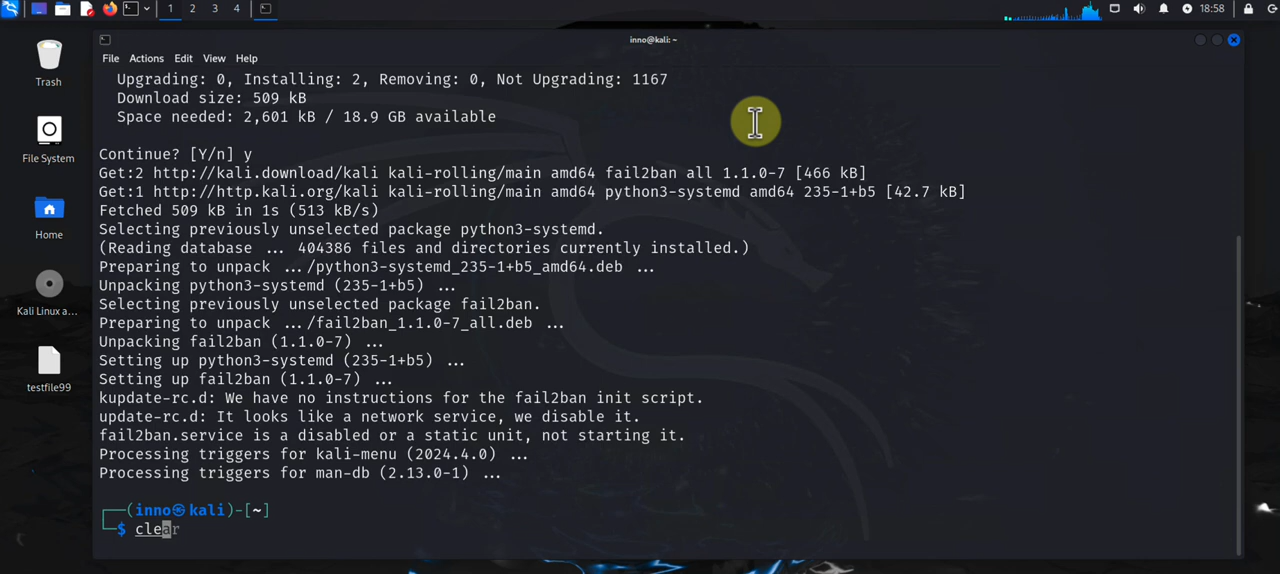 1 2 3 4
18:58
inno@kali: ~
File Actions Edit View Help
Upgrading: 0, Installing: 2, Removing: 0, Not Upgrading: 1167
Download size: 509 kB
Space needed: 2,601 kB / 18.9 GB available
Continue? [Y/n] y
Get:2 http://kali.download/kali kali-rolling/main amd64 fail2ban all 1.1.0-7 [466 kB]
Get:1 http://http.kali.org/kali kali-rolling/main amd64 python3-systemd amd64 235-1+b5 [42.7 kB]
Fetched 509 kB in 1s (513 kB/s)
Selecting previously unselected package python3-systemd.
(Reading database ... 404386 files and directories currently installed.)
Preparing to unpack .../python3-systemd_235-1+b5_amd64.deb ...
Unpacking python3-systemd (235-1+b5) ...
Selecting previously unselected package fail2ban.
Preparing to unpack .../fail2ban_1.1.0-7_all.deb ...
Unpacking fail2ban (1.1.0-7) ...
Setting up python3-systemd (235-1+b5) ...
Setting up fail2ban (1.1.0-7) ...
kupdate-rc.d: We have no instructions for the fail2ban init script.
update-rc.d: It looks like a network service, we disable it.
fail2ban.service is a disabled or a static unit, not starting it.
Processing triggers for kali-menu (2024.4.0) ...
Processing triggers for man-db (2.13.0-1) ...
┌──(inno㉿kali)-[~]
└─$ clear
Trash
File System
Home
Kali Linux a...
testfile99